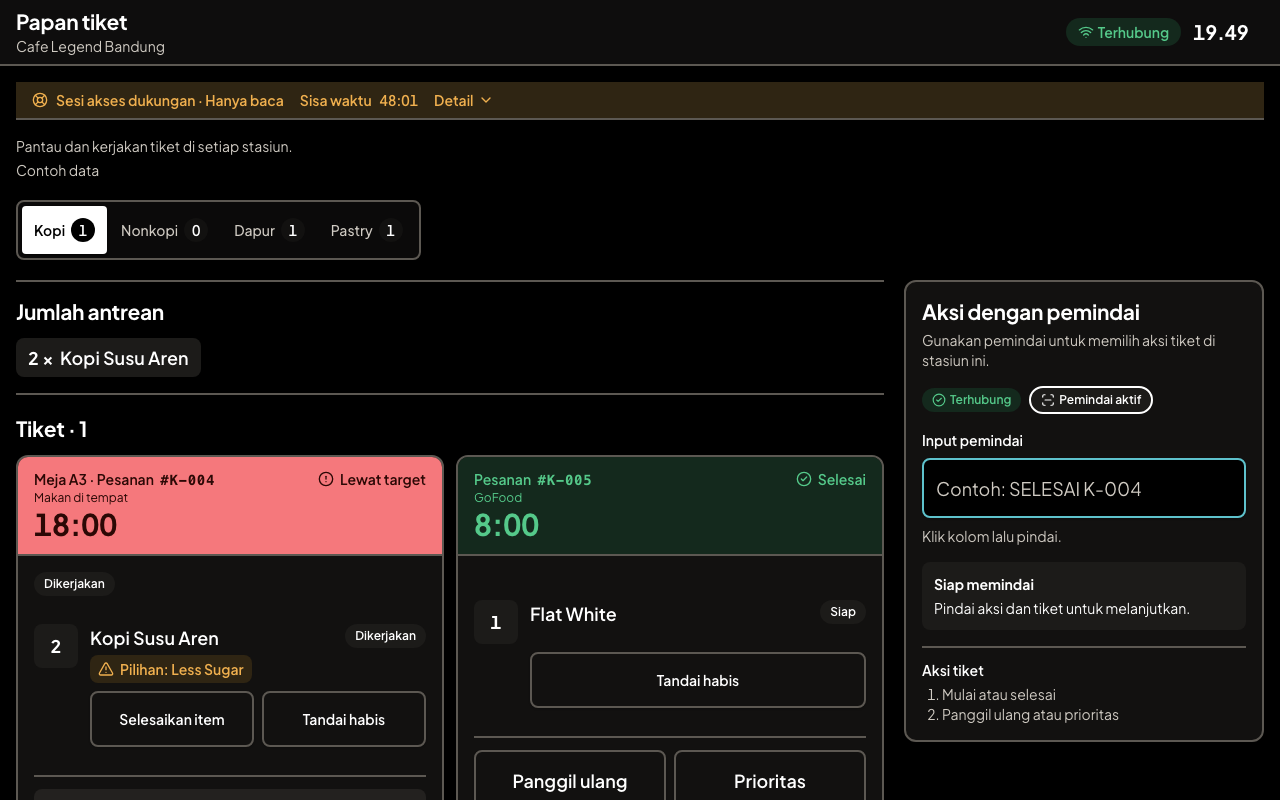 Papan tiket
Cafe Legend Bandung
Terhubung
19.49
Sesi akses dukungan · Hanya baca
Sisa waktu 48:01
Detail
Pantau dan kerjakan tiket di setiap stasiun.
Contoh data
Kopi 1
Nonkopi 0
Dapur 1
Pastry 1
Jumlah antrean
2 × Kopi Susu Aren
Tiket · 1
Meja A3 · Pesanan #K-004
Lewat target
Makan di tempat
18:00
Dikerjakan
2
Kopi Susu Aren
Dikerjakan
Pilihan: Less Sugar
Selesaikan item
Tandai habis
Pesanan #K-005
Selesai
GoFood
8:00
1
Flat White
Siap
Tandai habis
Panggil ulang
Prioritas
Aksi dengan pemindai
Gunakan pemindai untuk memilih aksi tiket di
stasiun ini.
Terhubung
Pemindai aktif
Input pemindai
Contoh: SELESAI K-004
Klik kolom lalu pindai.
Siap memindai
Pindai aksi dan tiket untuk melanjutkan.
Aksi tiket
1. Mulai atau selesai
2. Panggil ulang atau prioritas